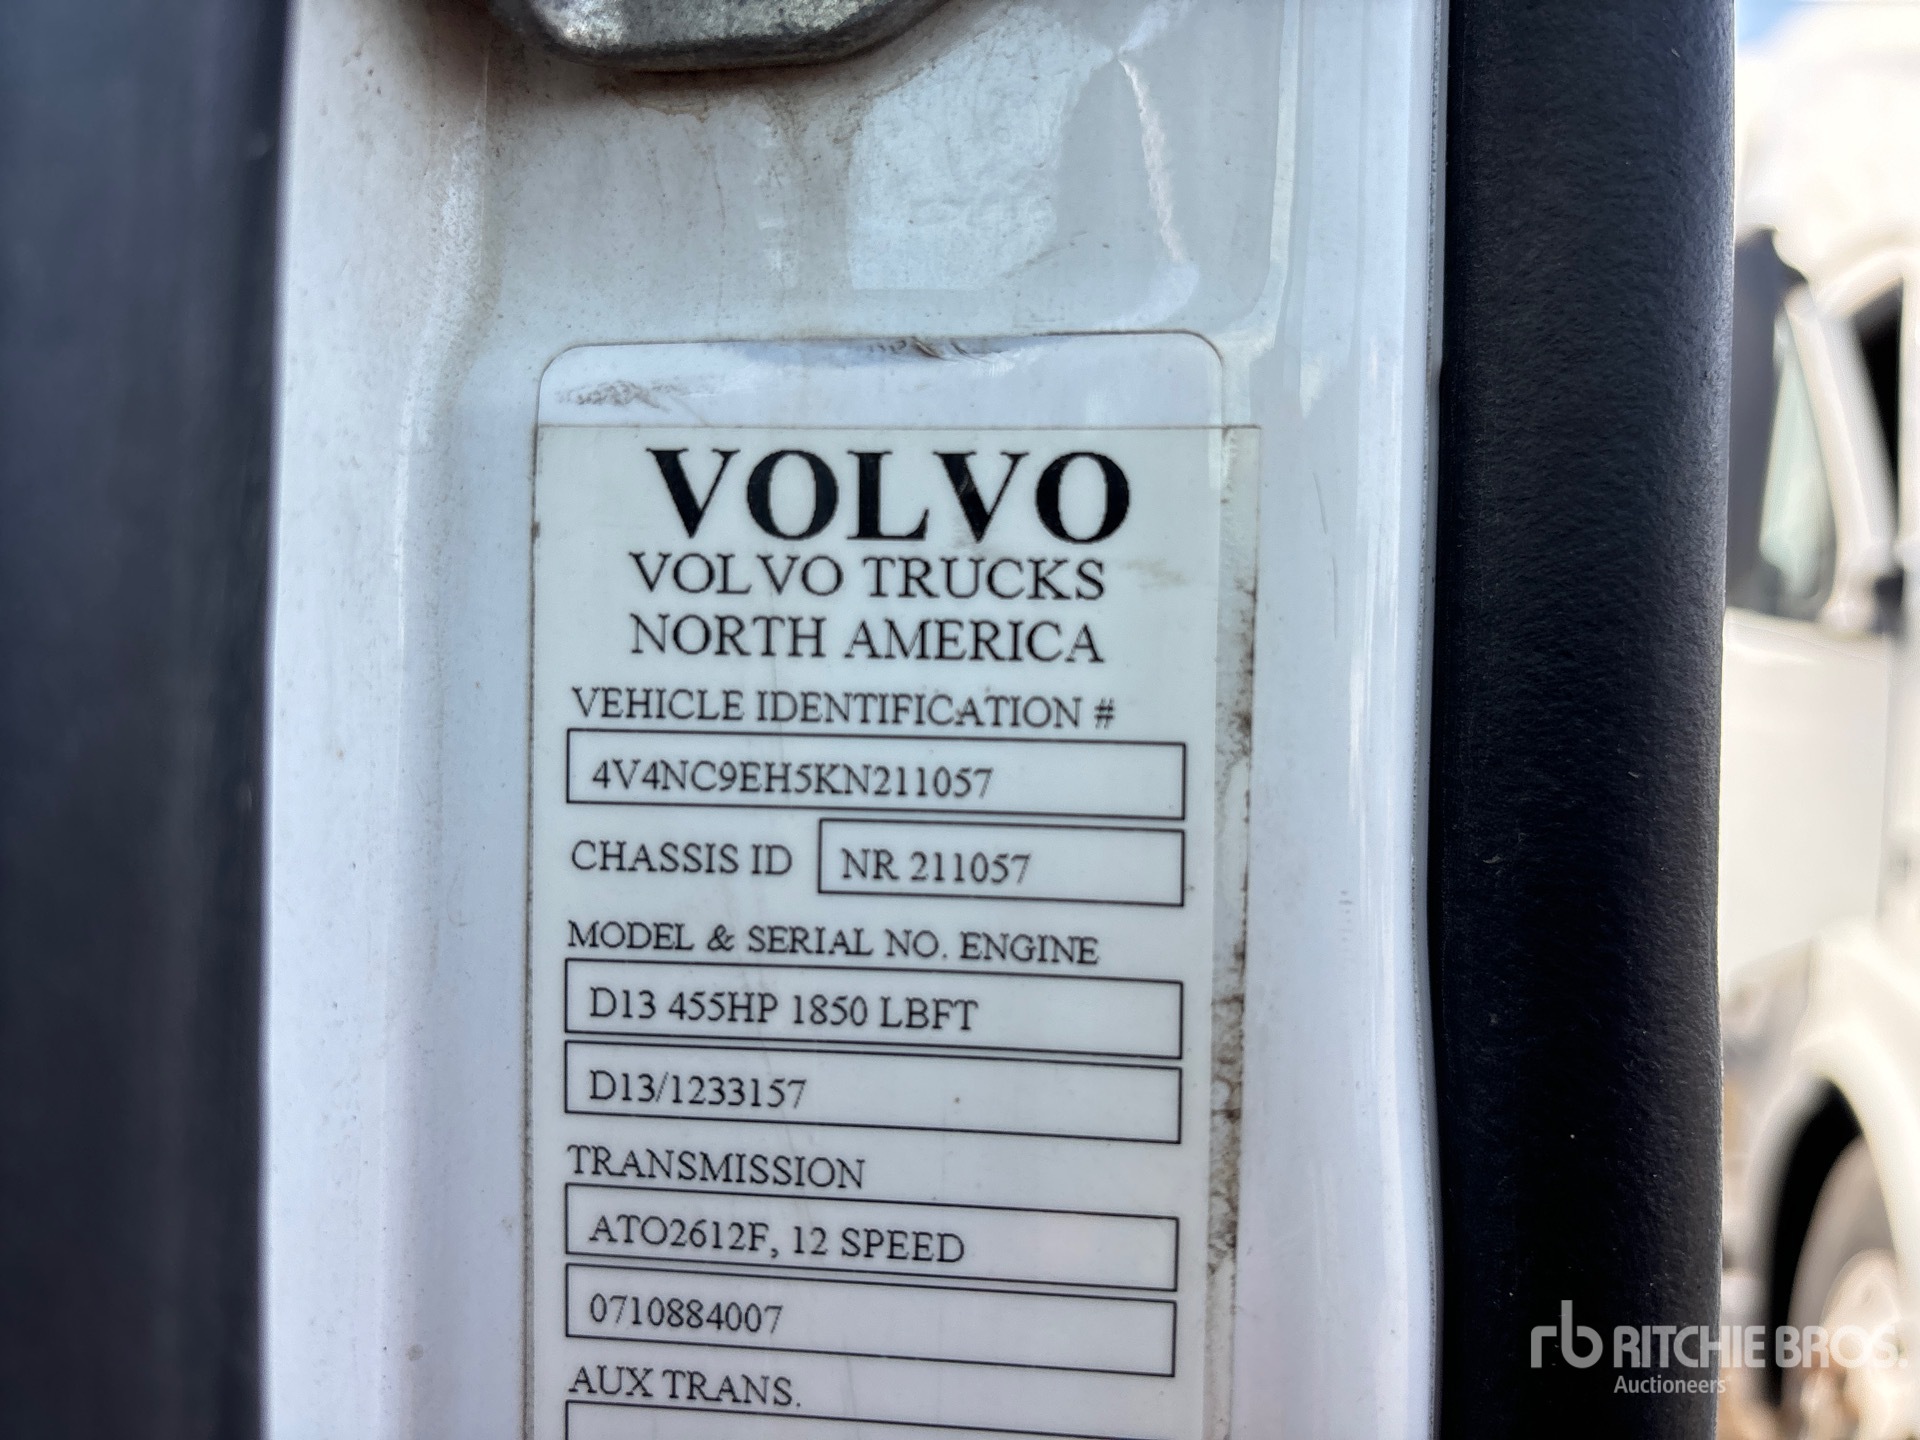 VOLVO
VOLVO TRUCKS
NORTH AMERICA
VEHICLE IDENTIFICATION #
4V4NC9EH5KN211057
CHASSIS ID NR 211057
MODEL & SERIAL NO. ENGINE
D13 455HP 1850 LBFT
D13/1233157
TRANSMISSION
ATO2612F, 12 SPEED
0710884007
AUX TRANS.
rb RITCHIE BROS.
Auctioneers